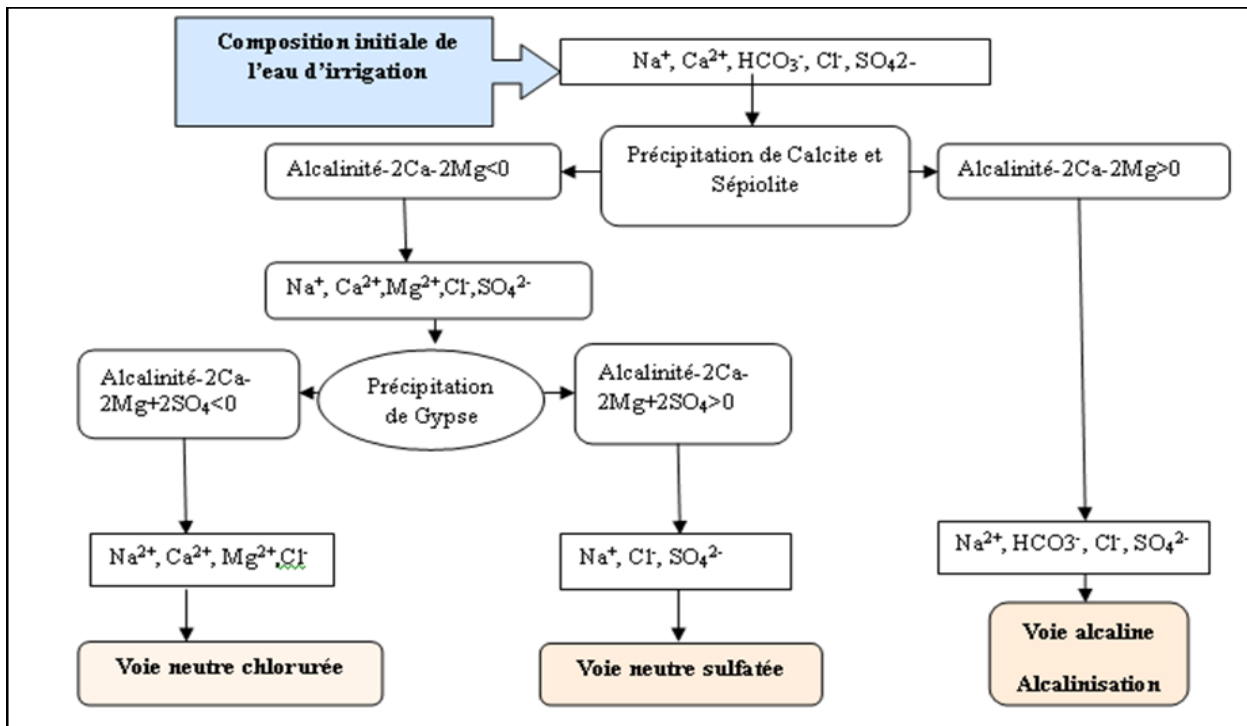 Composition initiale de
l’eau d’irrigation
Na⁺, Ca²⁺, HCO₃⁻, Cl⁻, SO₄2-
Précipitation de Calcite et
Sépiolite
Alcalinité-2Ca-2Mg<0
Alcalinité-2Ca-2Mg>0
Na⁺, Ca²⁺,Mg²⁺,Cl⁻,SO₄²⁻
Alcalinité-2Ca-
2Mg+2SO₄<0
Précipitation
de Gypse
Alcalinité-2Ca-
2Mg+2SO₄>0
Na²⁺, Ca²⁺, Mg²⁺,Cl⁻
Na⁺, Cl⁻, SO₄²⁻
Na²⁺, HCO3⁻, Cl⁻, SO₄²⁻
Voie neutre chlorurée
Voie neutre sulfatée
Voie alcaline
Alcalinisation